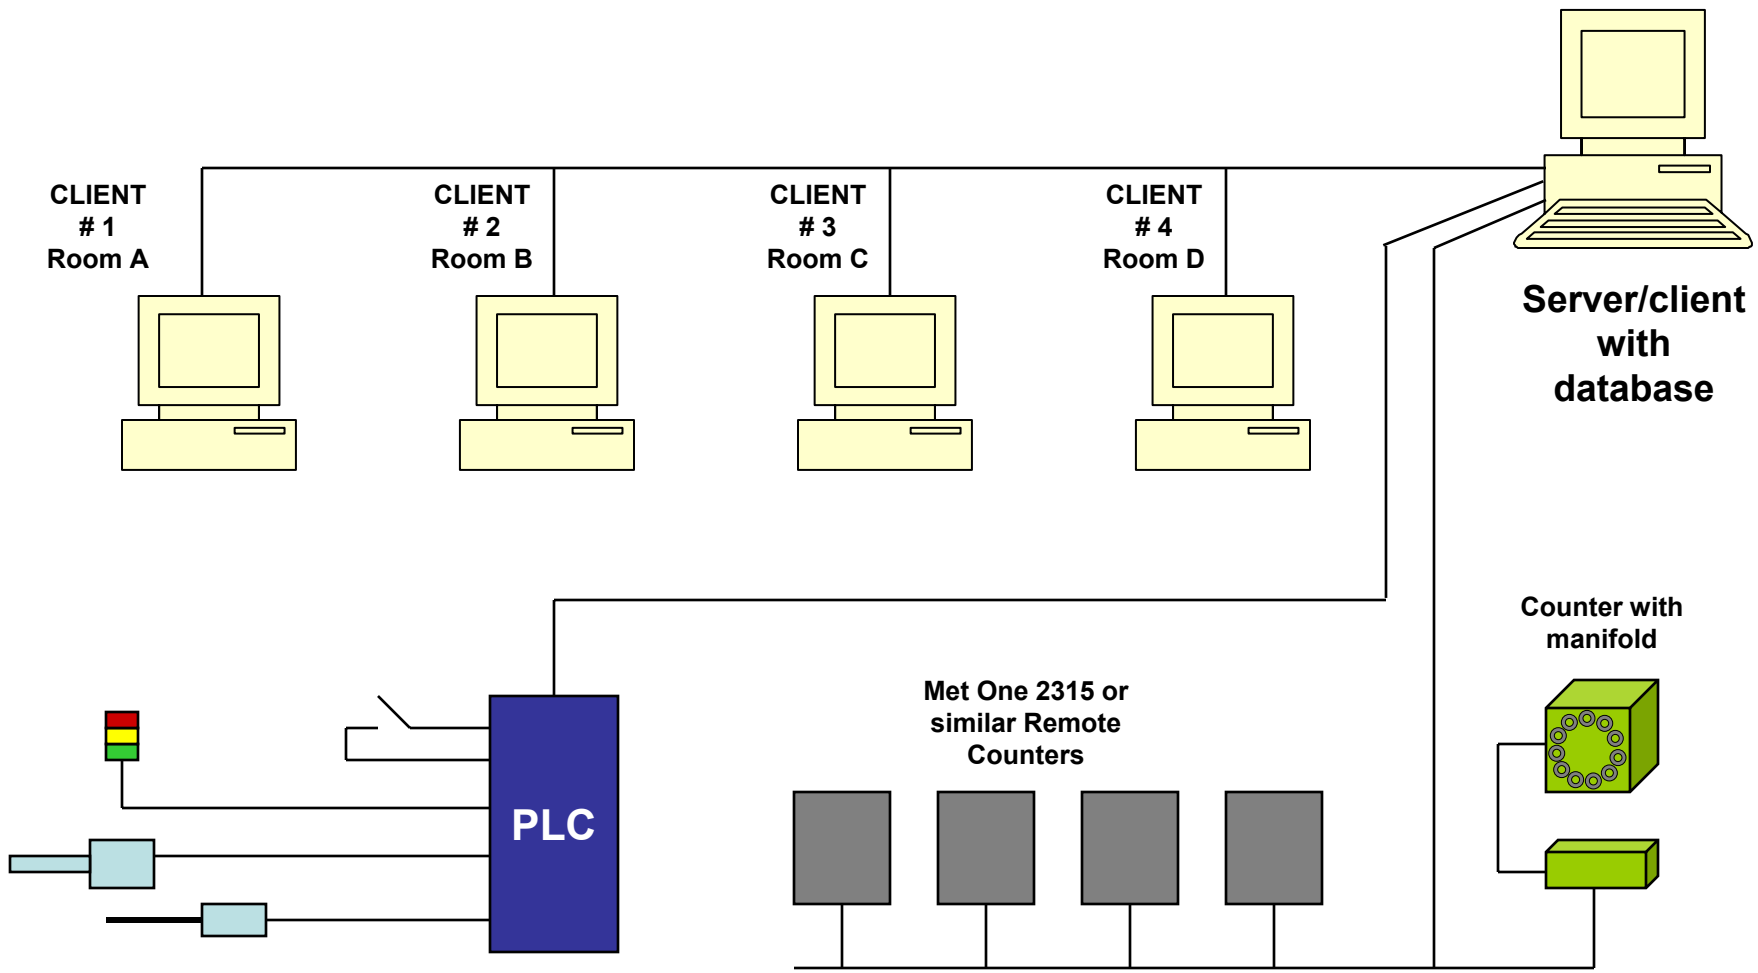 CLIENT
# 1
Room A
CLIENT
# 2
Room B
CLIENT
# 3
Room C
CLIENT
# 4
Room D
Server/client
with
database
Counter with
manifold
Met One 2315 or
similar Remote
Counters
PLC